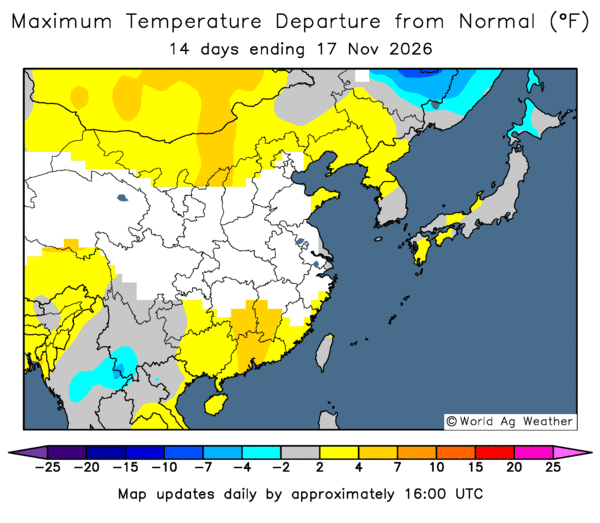 Maximum Temperature Departure from Normal (°F)
14 days ending 17 Nov 2026
© World Ag Weather
-25 -20 -15 -10 -7 -4 -2 2 4 7 10 15 20 25
Map updates daily by approximately 16:00 UTC